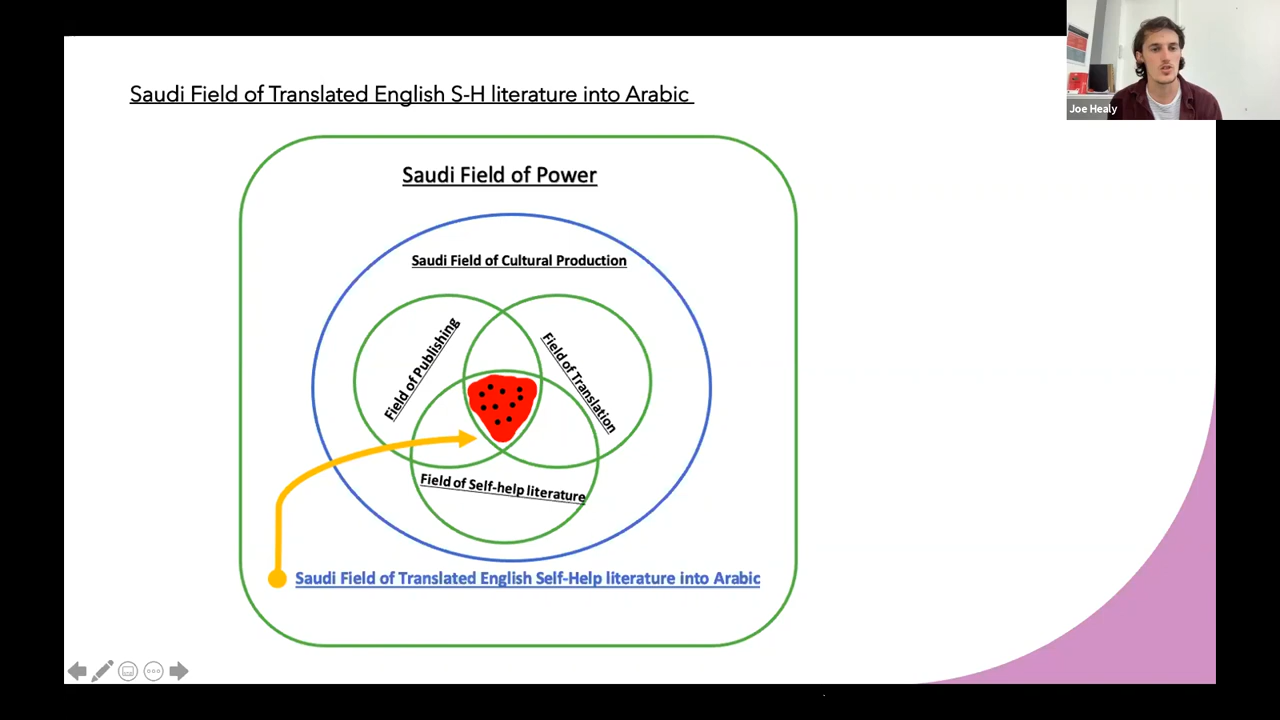 Joe Healy
Saudi Field of Translated English S-H literature into Arabic
Saudi Field of Power
Saudi Field of Cultural Production
Field of Publishing
Field of Translation
Field of Self-help literature
Saudi Field of Translated English Self-Help literature into Arabic